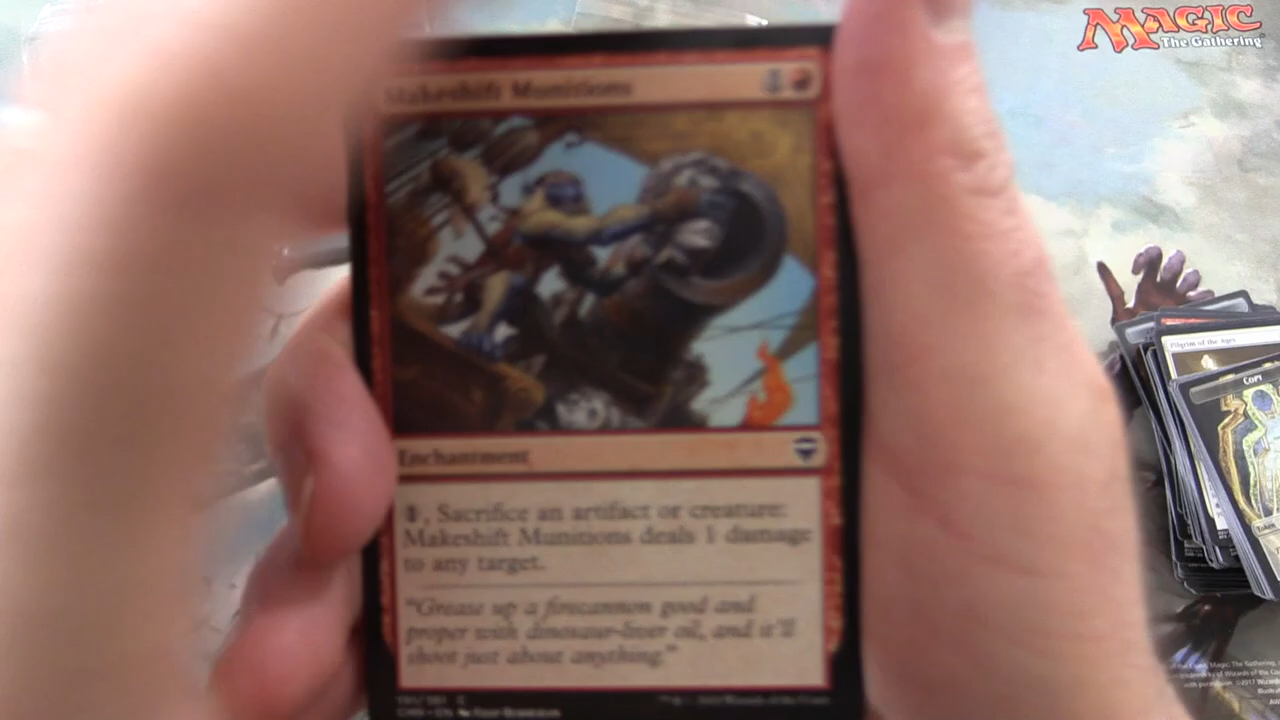 MAGIC
The Gathering
Makeshift Munitions
Enchantment
1, Sacrifice an artifact or creature:
Makeshift Munitions deals 1 damage
to any target.
"Grease up a firecannon good and
proper with dinosaur-liver oil, and it'll
shoot just about anything."
Pilgrim of the Ages
Copy